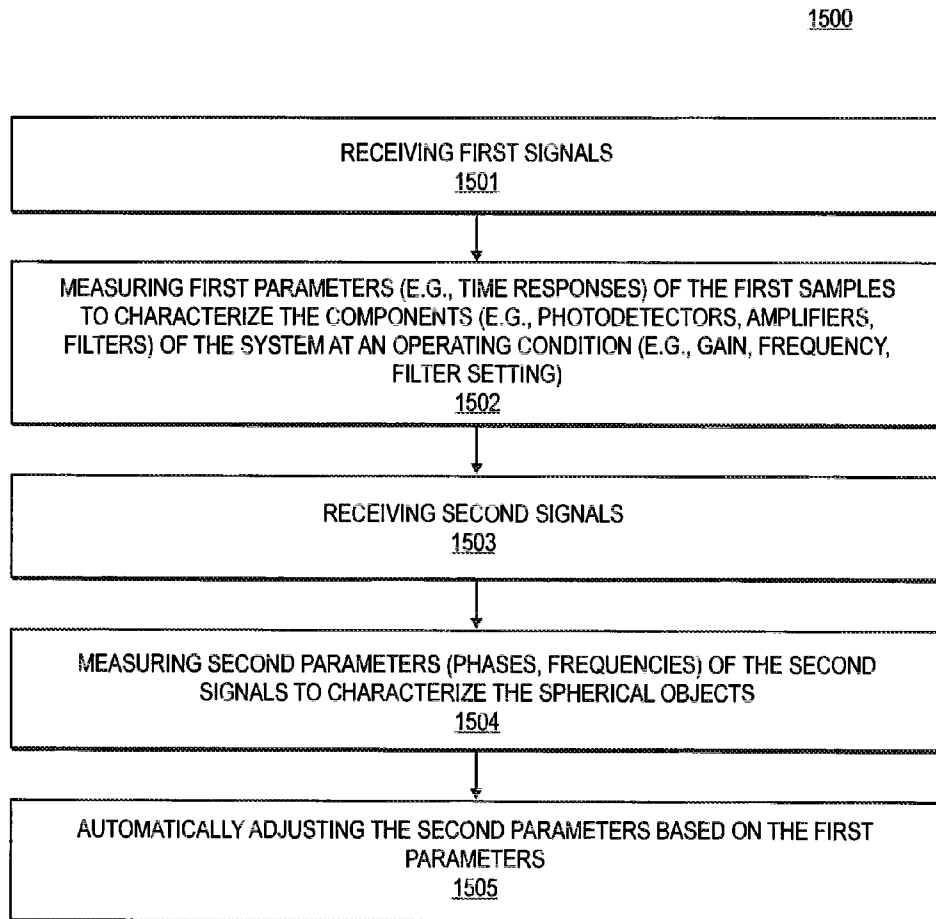 1500
RECEIVING FIRST SIGNALS
1501
MEASURING FIRST PARAMETERS (E.G., TIME RESPONSES) OF THE FIRST SAMPLES
TO CHARACTERIZE THE COMPONENTS (E.G., PHOTODETECTORS, AMPLIFIERS,
FILTERS) OF THE SYSTEM AT AN OPERATING CONDITION (E.G., GAIN, FREQUENCY,
FILTER SETTING)
1502
RECEIVING SECOND SIGNALS
1503
MEASURING SECOND PARAMETERS (PHASES, FREQUENCIES) OF THE SECOND
SIGNALS TO CHARACTERIZE THE SPHERICAL OBJECTS
1504
AUTOMATICALLY ADJUSTING THE SECOND PARAMETERS BASED ON THE FIRST
PARAMETERS
1505